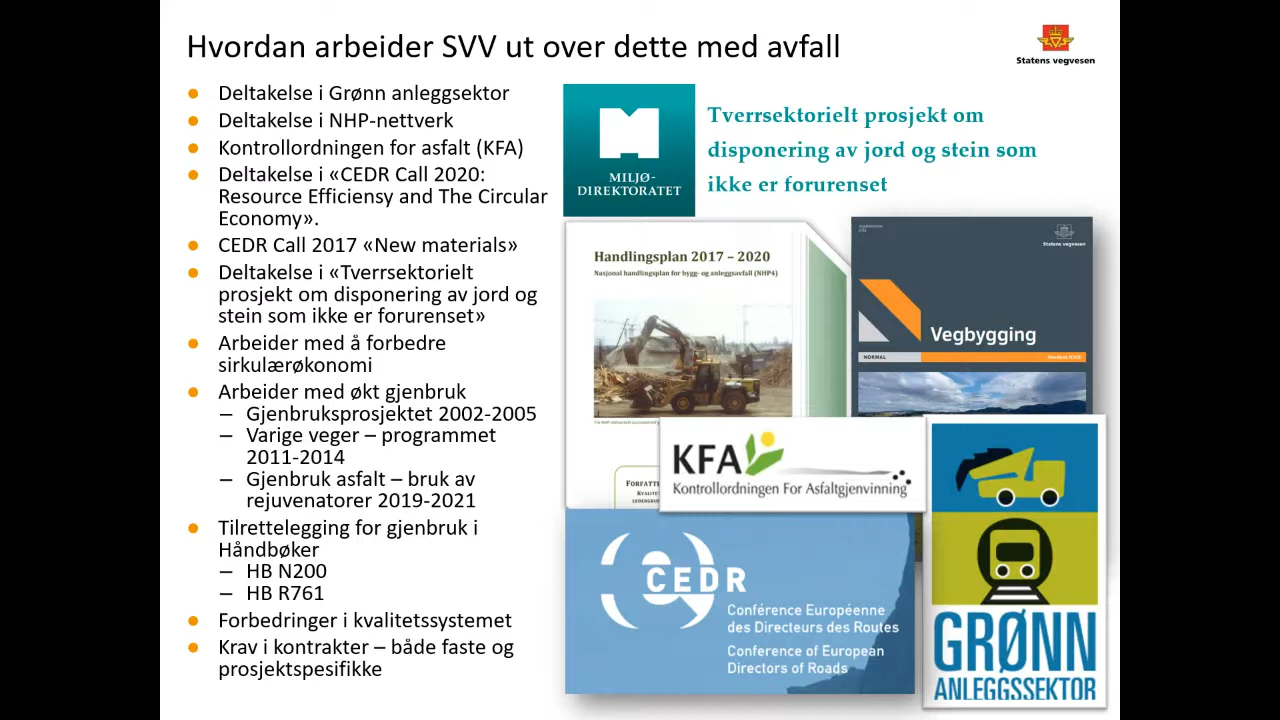 Hvordan arbeider SVV ut over dette med avfall
Statens vegvesen
Deltakelse i Grønn anleggsektor
Deltakelse i NHP-nettverk
Kontrollordningen for asfalt (KFA)
Deltakelse i «CEDR Call 2020:
Resource Efficiensy and The Circular
Economy».
CEDR Call 2017 «New materials»
Deltakelse i «Tverrsektorielt
prosjekt om disponering av jord og
stein som ikke er forurenset»
Arbeider med å forbedre
sirkulærøkonomi
Arbeider med økt gjenbruk
– Gjenbruksprosjektet 2002-2005
– Varige veger – programmet
2011-2014
– Gjenbruk asfalt – bruk av
rejuvenatorer 2019-2021
Tilrettelegging for gjenbruk i
Håndbøker
– HB N200
– HB R761
Forbedringer i kvalitetssystemet
Krav i kontrakter – både faste og
prosjektspesifikke
MILJØ-
DIREKTORATET
Tverrsektorielt prosjekt om
disponering av jord og stein som
ikke er forurenset
Handlingsplan 2017 – 2020
Nasjonal handlingsplan for bygg- og anleggsavfall (NHP4)
Statens vegvesen
Vegbygging
NORMAL
KFA
Kontrollordningen For Asfaltgjenvinning
CEDR
Conférence Européenne
des Directeurs des Routes
Conference of European
Directors of Roads
GRØNN
ANLEGGSSEKTOR